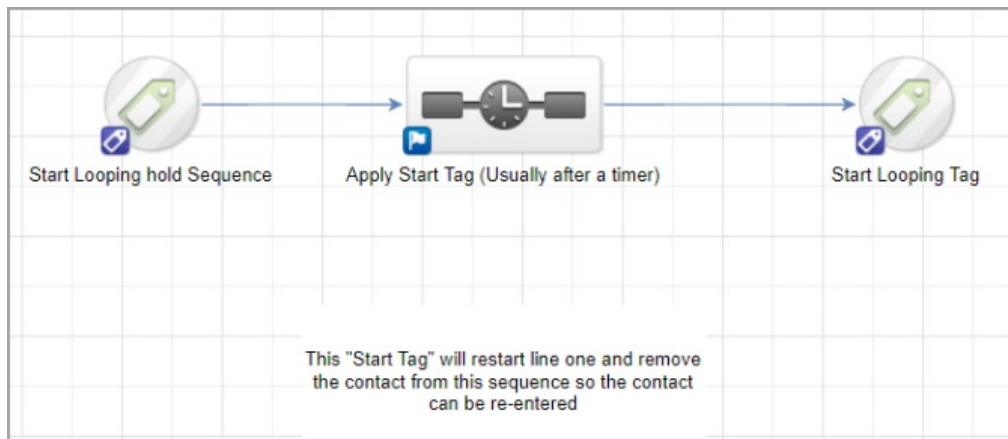 Start Looping hold Sequence
Apply Start Tag (Usually after a timer)
Start Looping Tag
This "Start Tag" will restart line one and remove
the contact from this sequence so the contact
can be re-entered